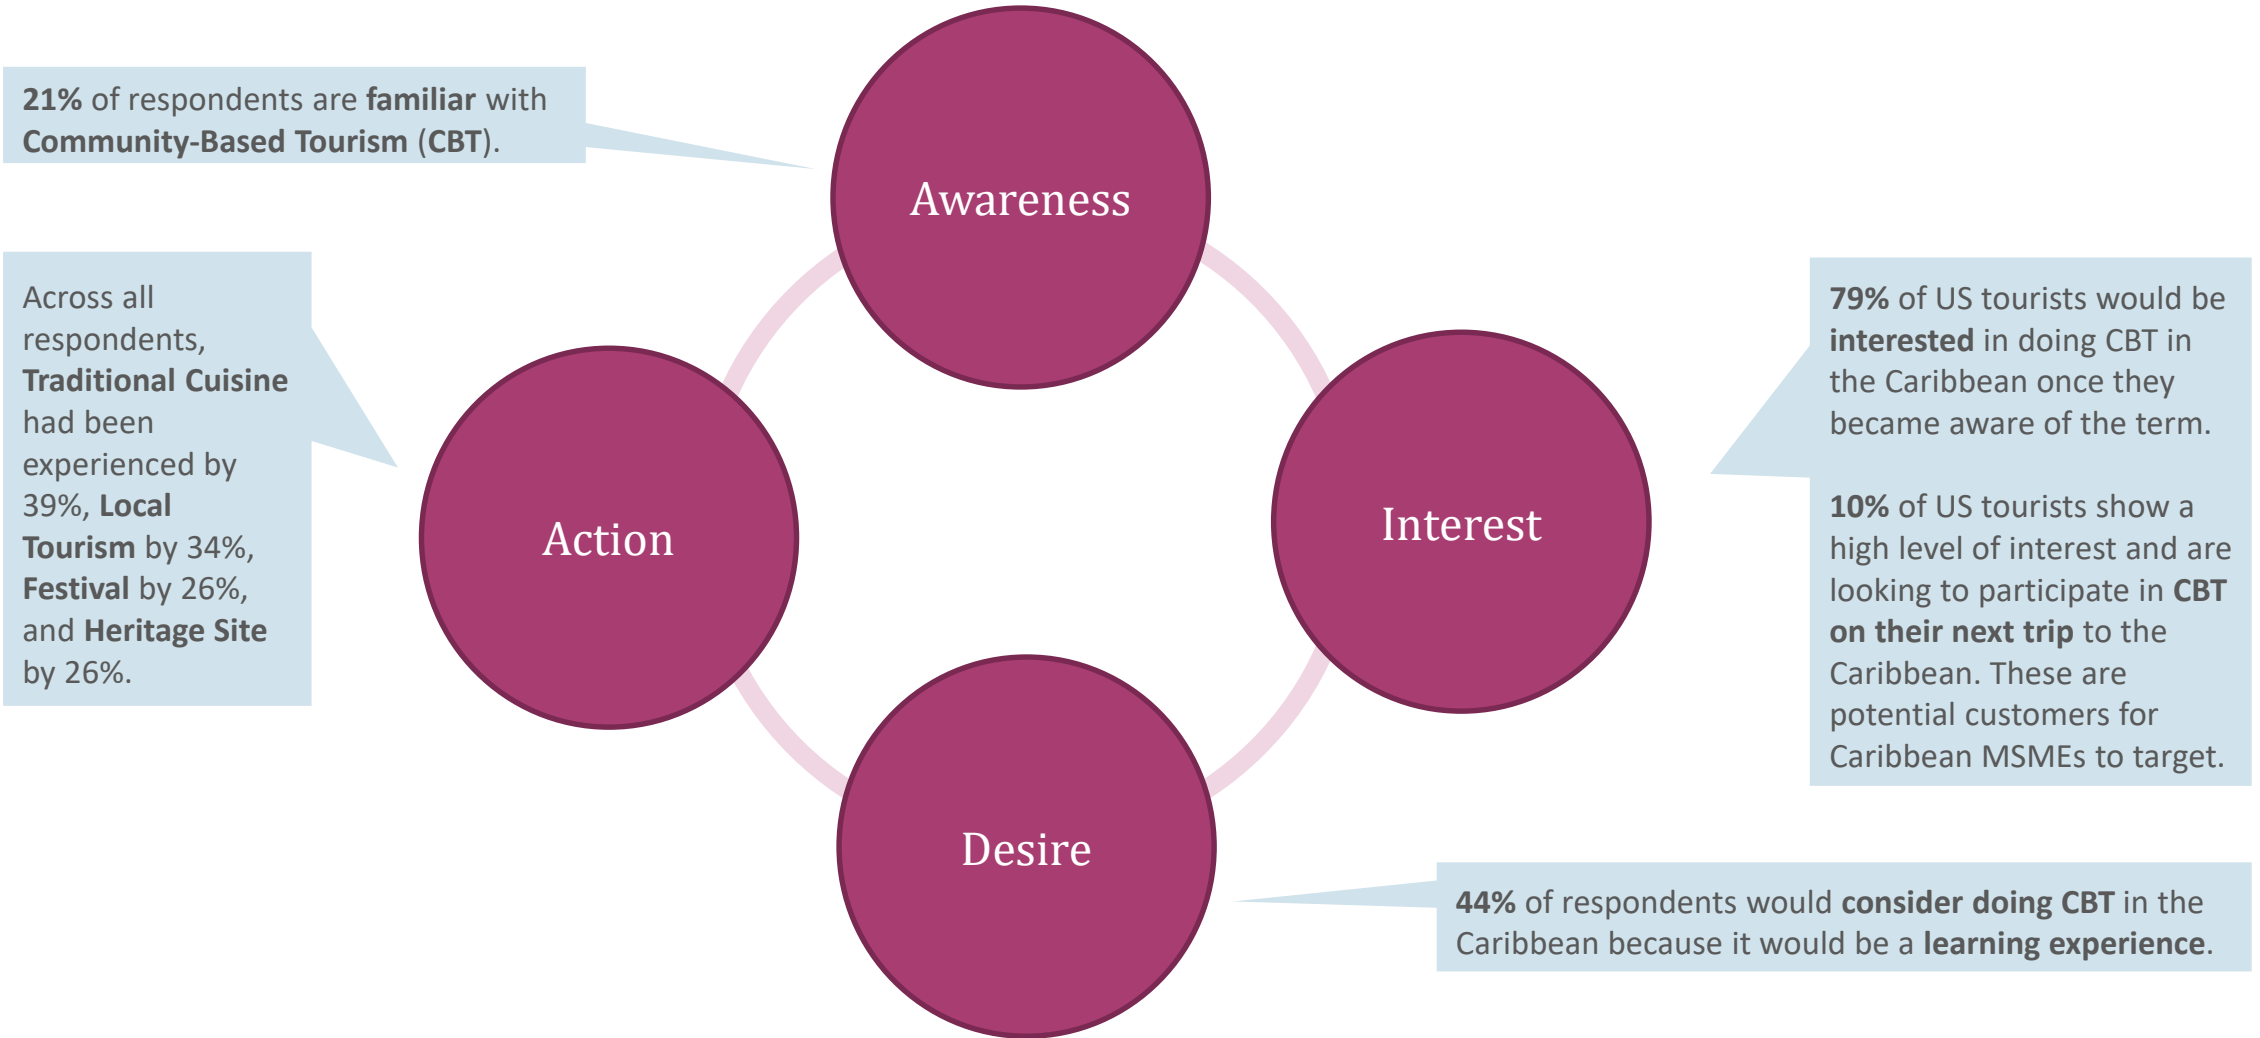 21% of respondents are familiar with
Community-Based Tourism (CBT).
Awareness
Across all
respondents,
Traditional Cuisine
had been
experienced by
39%, Local
Tourism by 34%,
Festival by 26%,
and Heritage Site
by 26%.
Action
Interest
79% of US tourists would be
interested in doing CBT in
the Caribbean once they
became aware of the term.
10% of US tourists show a
high level of interest and are
looking to participate in CBT
on their next trip to the
Caribbean. These are
potential customers for
Caribbean MSMEs to target.
Desire
44% of respondents would consider doing CBT in the
Caribbean because it would be a learning experience.